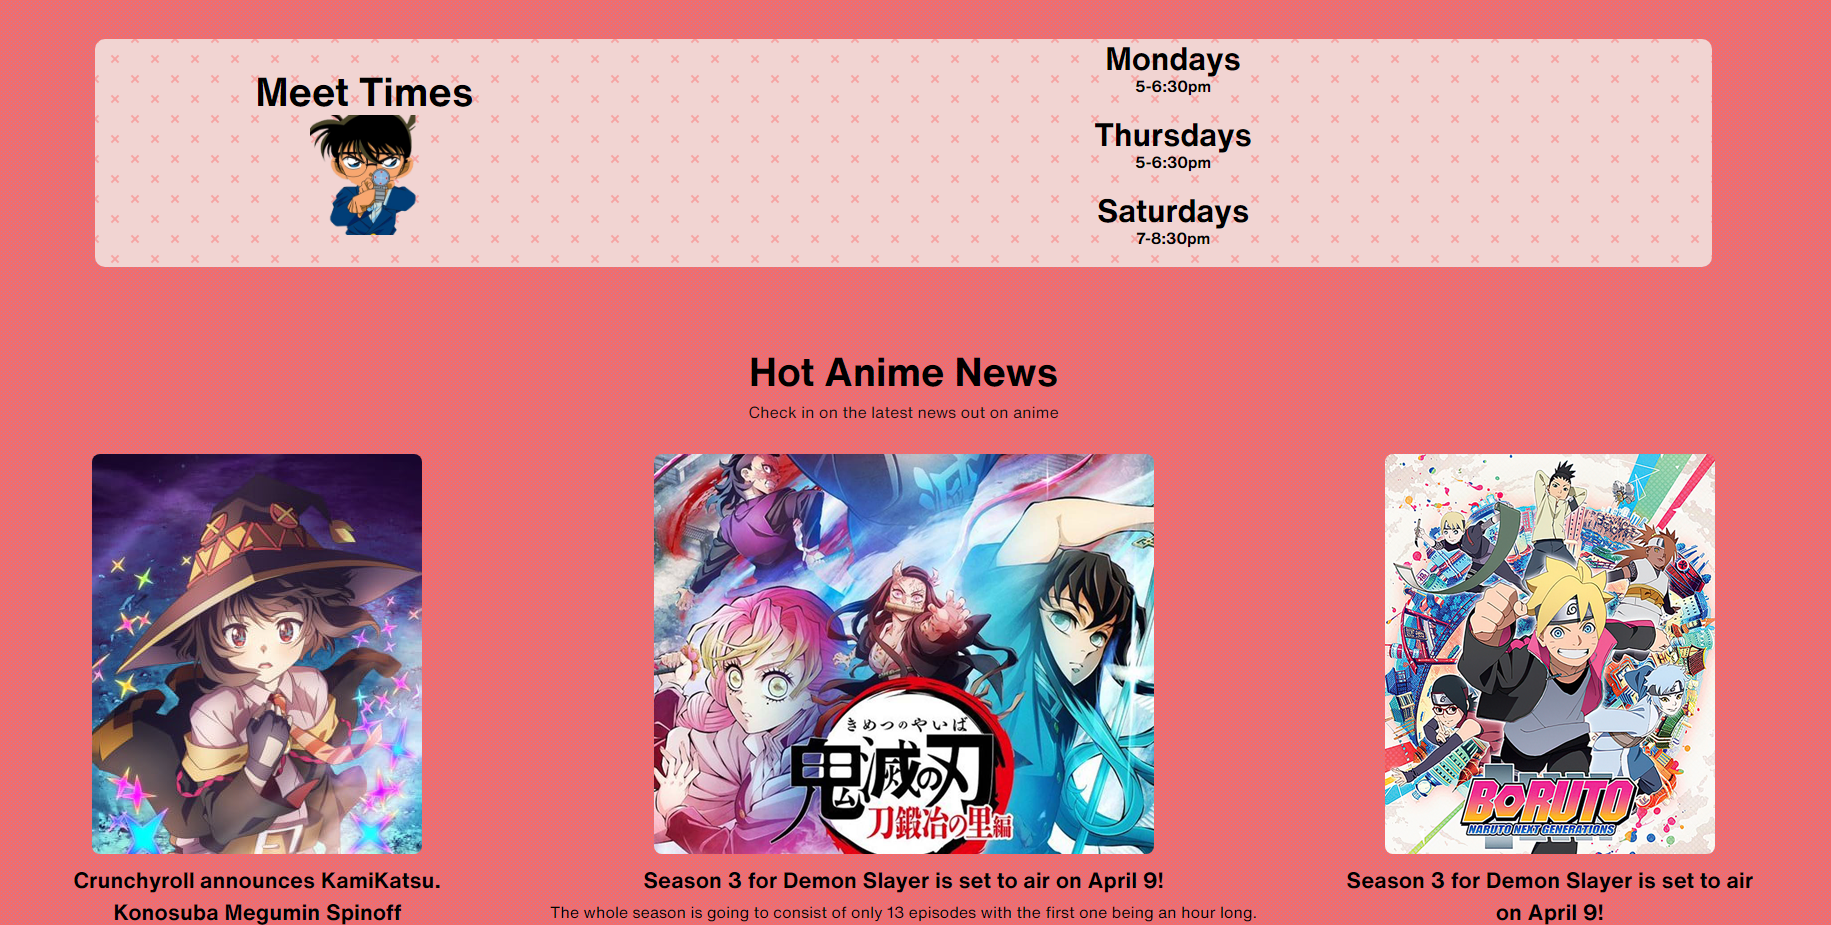 Meet Times
Mondays
5-6:30pm
Thursdays
5-6:30pm
Saturdays
7-8:30pm
Hot Anime News
Check in on the latest news out on anime
きめつのやいば
鬼滅の刃
刀鍛冶の里編
BORUTO
NARUTO NEXT GENERATIONS
Crunchyroll announces KamiKatsu.
Konosuba Megumin Spinoff
Season 3 for Demon Slayer is set to air on April 9!
The whole season is going to consist of only 13 episodes with the first one being an hour long.
Season 3 for Demon Slayer is set to air
on April 9!